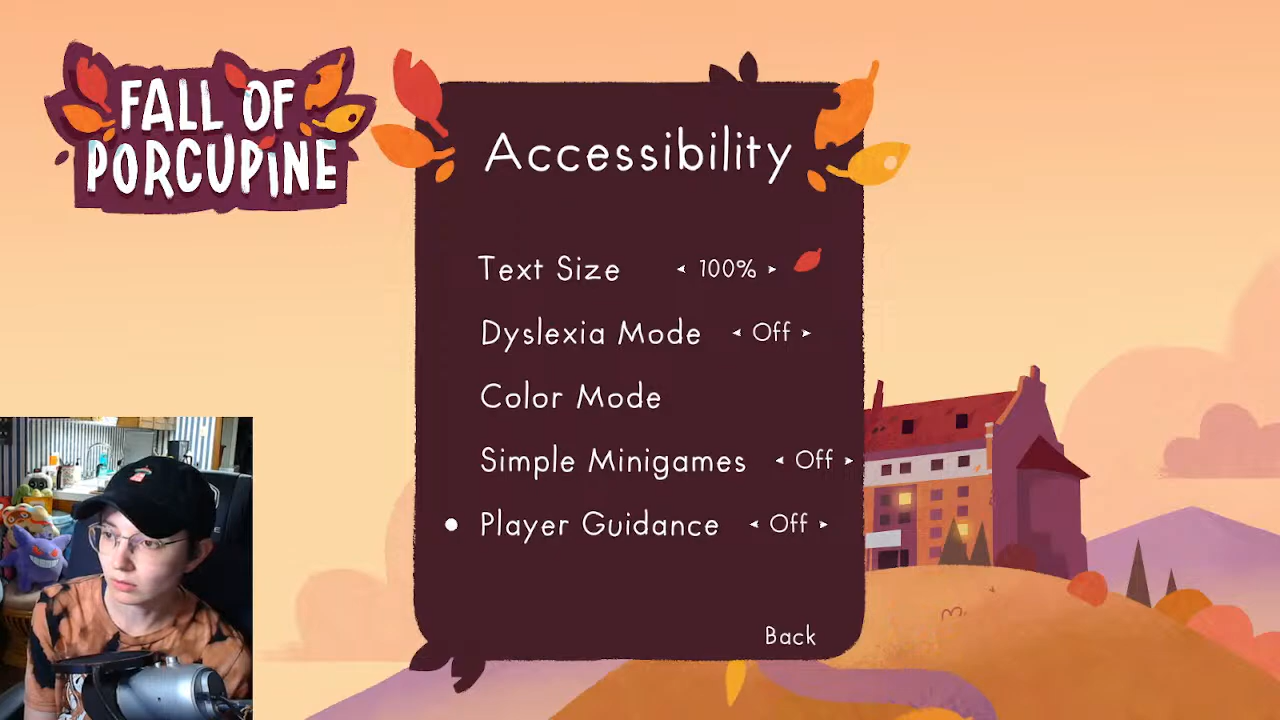 FALL OF
PORCUPINE
Accessibility
Text Size 100%
Dyslexia Mode Off
Color Mode
Simple Minigames Off
Player Guidance Off
Back